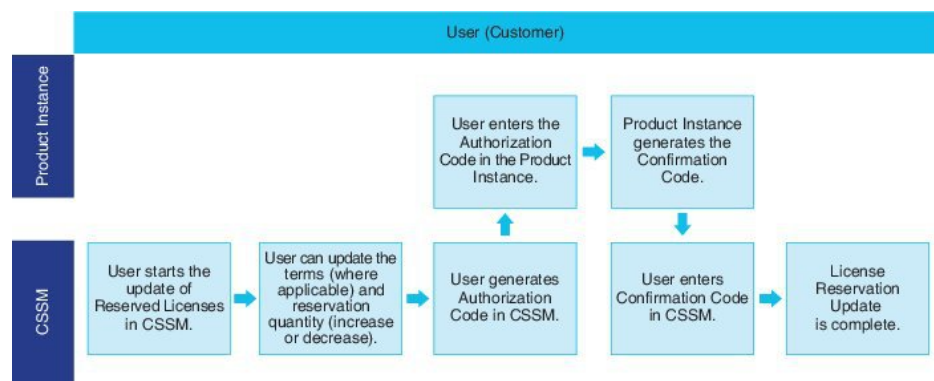 User (Customer)
Product Instance
User enters the
Authorization
Code in the Product
Instance.
Product Instance
generates the
Confirmation
Code.
CSSM
User starts the
update of
Reserved Licenses
in CSSM.
User can update the
terms (where
applicable) and
reservation
quantity (increase
or decrease).
User generates
Authorization
Code in CSSM.
User enters
Confirmation Code
in CSSM.
License
Reservation
Update
is complete.